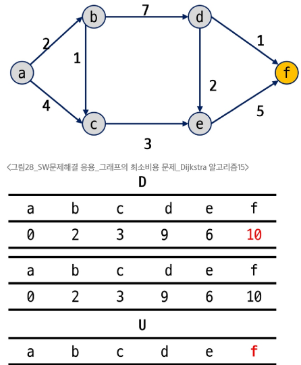 b
7
d
2
1
1
a
f
4
2
5
c
e
3
<그림28_SW문제해결 응용_그래프의 최소비용 문제_Dijkstra 알고리즘15>
D
a b c d e f
0 2 3 9 6 10
a b c d e f
0 2 3 9 6 10
U
a b c d e f